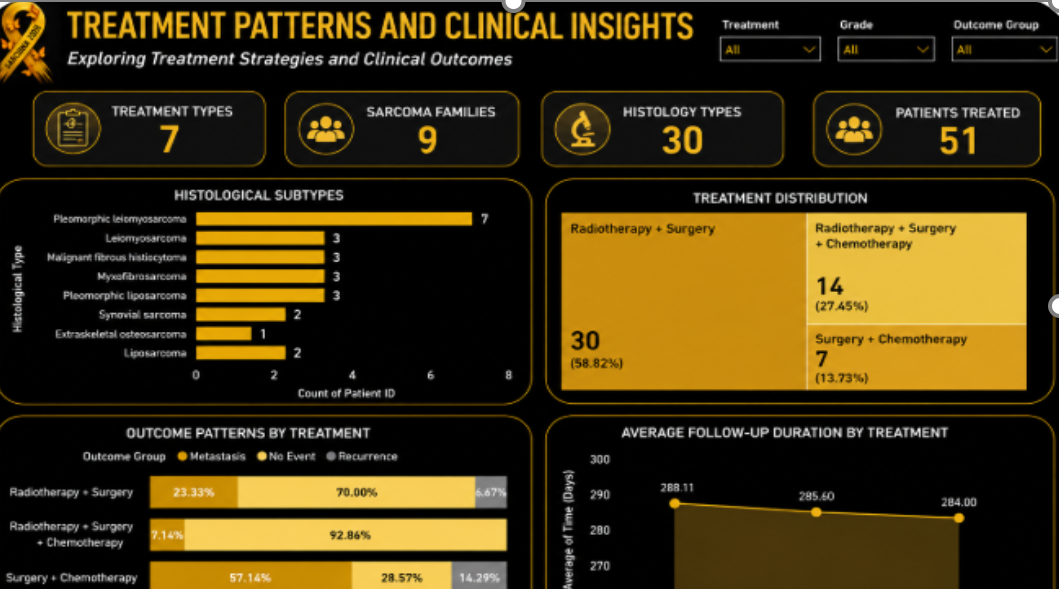 TREATMENT PATTERNS AND CLINICAL INSIGHTS
Exploring Treatment Strategies and Clinical Outcomes
Treatment
All
Grade
All
Outcome Group
All
TREATMENT TYPES
7
SARCOMA FAMILIES
9
HISTOLOGY TYPES
30
PATIENTS TREATED
51
HISTOLOGICAL SUBTYPES
Histological Type
Pleomorphic leiomyosarcoma 7
Leiomyosarcoma 3
Malignant fibrous histiocytoma 3
Myxofibrosarcoma 3
Pleomorphic liposarcoma 3
Synovial sarcoma 2
Extraskeletal osteosarcoma 1
Liposarcoma 2
0 2 4 6 8
Count of Patient ID
TREATMENT DISTRIBUTION
Radiotherapy + Surgery
30
(58.82%)
Radiotherapy + Surgery
+ Chemotherapy
14
(27.45%)
Surgery + Chemotherapy
7
(13.73%)
OUTCOME PATTERNS BY TREATMENT
Outcome Group Metastasis No Event Recurrence
Radiotherapy + Surgery 23.33% 70.00% 6.67%
Radiotherapy + Surgery
+ Chemotherapy 7.14% 92.86%
Surgery + Chemotherapy 57.14% 28.57% 14.29%
AVERAGE FOLLOW-UP DURATION BY TREATMENT
Average of Time (Days)
300
290
280
270
288.11
285.60
284.00